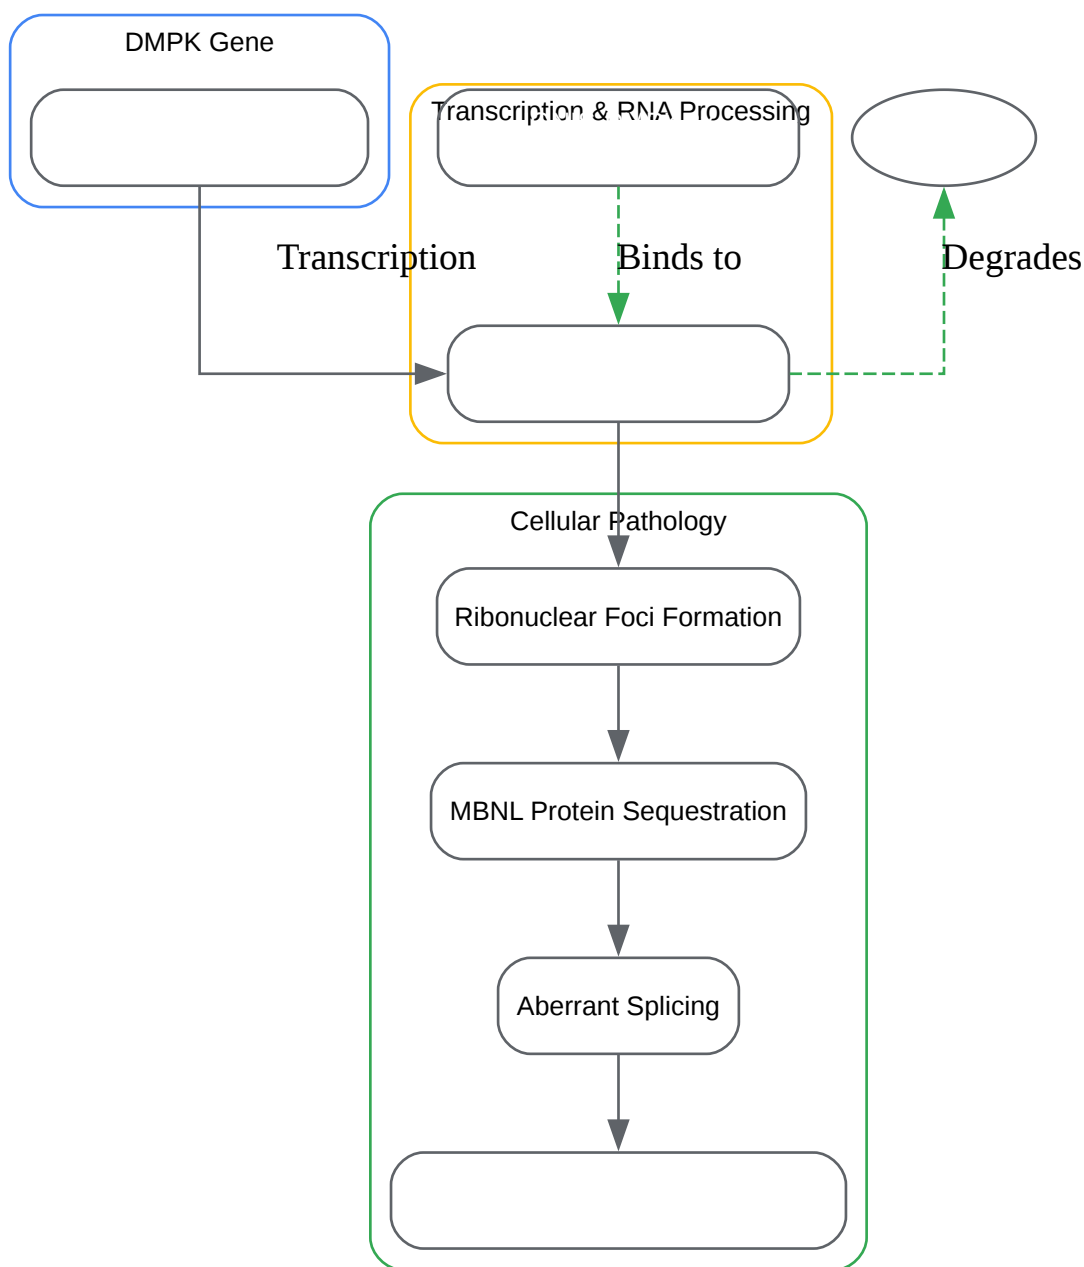 DMPK Gene
Transcription & RNA Processing
Transcription
Binds to
Degrades
Cellular Pathology
Ribonuclear Foci Formation
MBNL Protein Sequestration
Aberrant Splicing